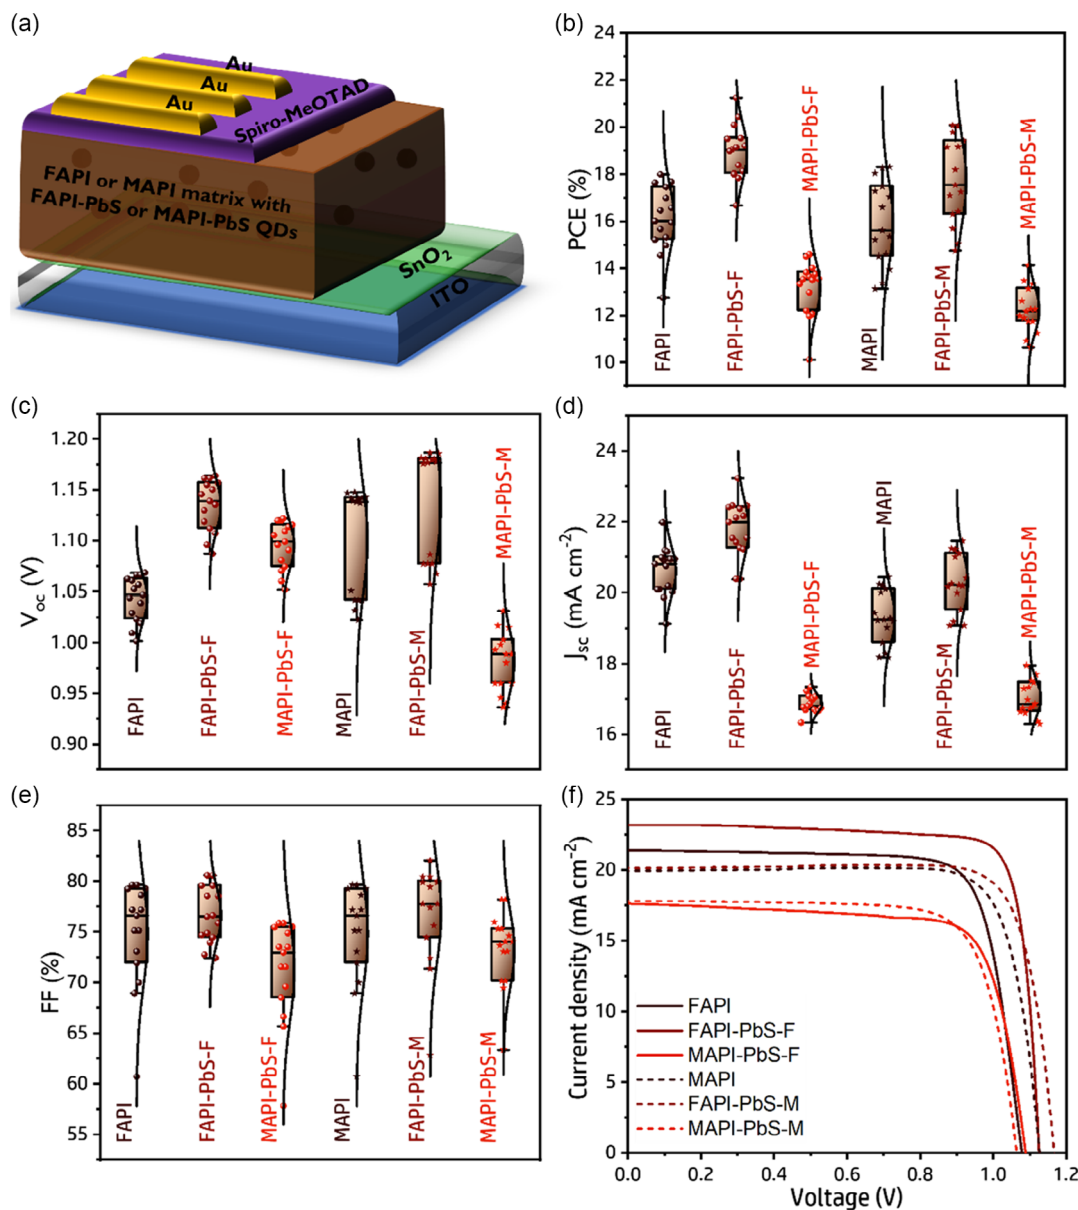 (a)
Au
Au
Au
Spiro-MeOTAD
FAPI or MAPI matrix with
FAPI-PbS or MAPI-PbS QDs
SnO2
ITO
(b)
PCE (%)
24
22
20
18
16
14
12
10
FAPI
FAPI-PbS-F
MAPI-PbS-F
MAPI
FAPI-PbS-M
MAPI-PbS-M
(c)
Voc (V)
1.20
1.15
1.10
1.05
1.00
0.95
0.90
FAPI
FAPI-PbS-F
MAPI-PbS-F
MAPI
FAPI-PbS-M
MAPI-PbS-M
(d)
Jsc (mA cm-2)
24
22
20
18
16
FAPI
FAPI-PbS-F
MAPI-PbS-F
MAPI
FAPI-PbS-M
MAPI-PbS-M
(e)
FF (%)
85
80
75
70
65
60
55
FAPI
FAPI-PbS-F
MAPI-PbS-F
MAPI
FAPI-PbS-M
MAPI-PbS-M
(f)
Current density (mA cm-2)
25
20
15
10
5
0
FAPI
FAPI-PbS-F
MAPI-PbS-F
MAPI
FAPI-PbS-M
MAPI-PbS-M
0.0 0.2 0.4 0.6 0.8 1.0 1.2
Voltage (V)